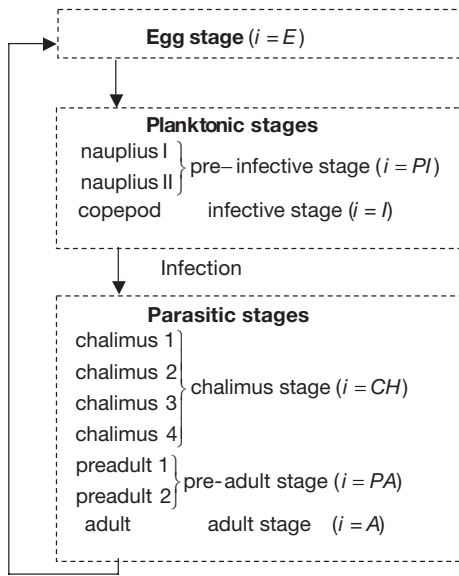 Egg stage (i = E)
Planktonic stages
nauplius I
nauplius II
pre–infective stage (i = PI)
copepod infective stage (i = I)
Infection
Parasitic stages
chalimus 1
chalimus 2
chalimus 3
chalimus 4
chalimus stage (i = CH)
preadult 1
preadult 2
pre-adult stage (i = PA)
adult adult stage (i = A)